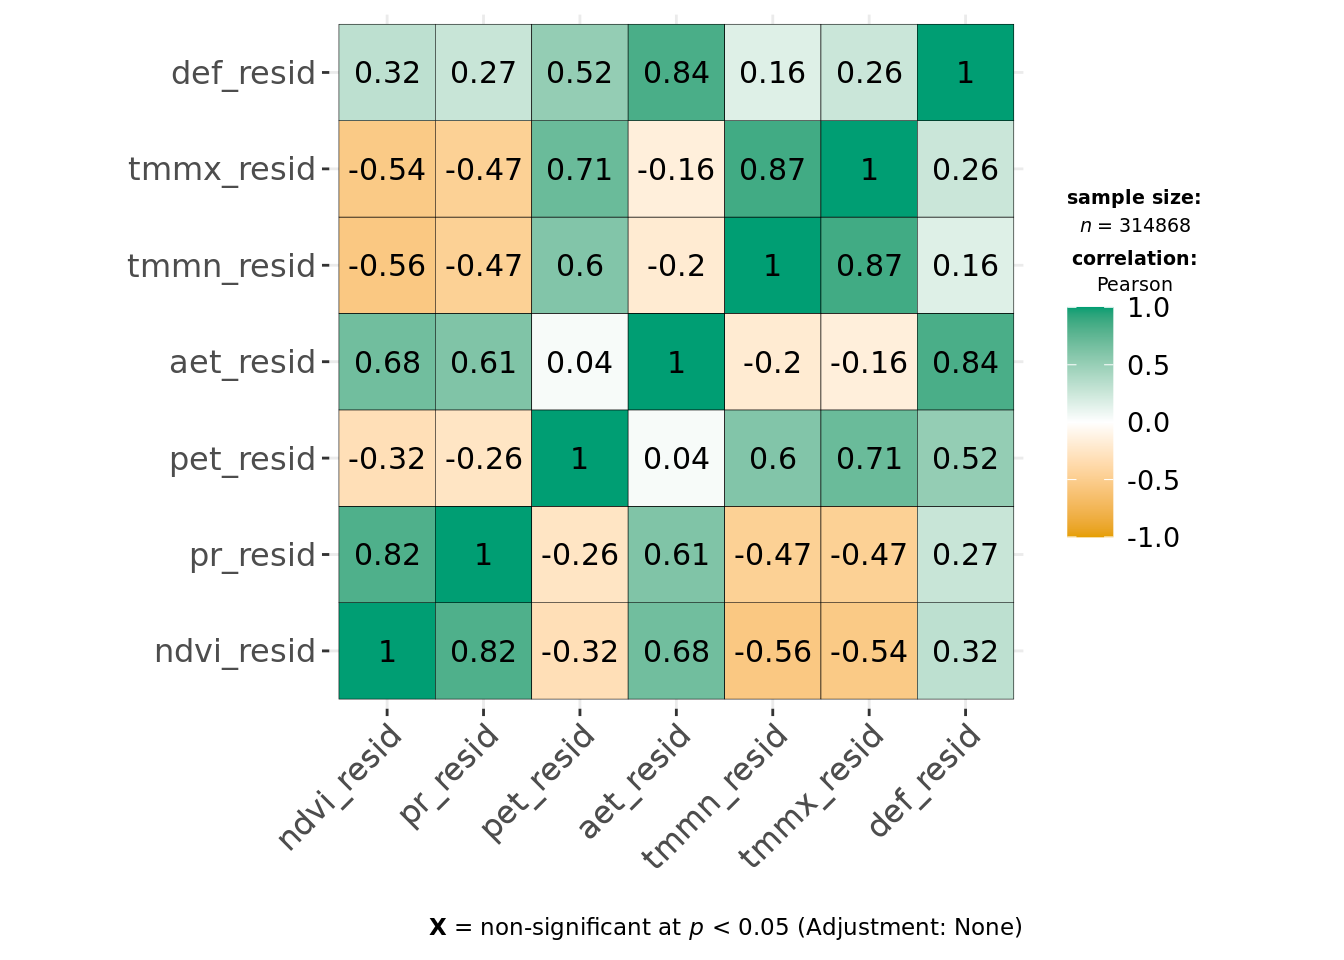 def_resid 0.32 0.27 0.52 0.84 0.16 0.26 1
tmmx_resid -0.54 -0.47 0.71 -0.16 0.87 1 0.26
tmmn_resid -0.56 -0.47 0.6 -0.2 1 0.87 0.16
aet_resid 0.68 0.61 0.04 1 -0.2 -0.16 0.84
pet_resid -0.32 -0.26 1 0.04 0.6 0.71 0.52
pr_resid 0.82 1 -0.26 0.61 -0.47 -0.47 0.27
ndvi_resid 1 0.82 -0.32 0.68 -0.56 -0.54 0.32
ndvi_resid pr_resid pet_resid aet_resid tmmn_resid tmmx_resid def_resid
sample size:
n = 314868
correlation:
Pearson
1.0
0.5
0.0
-0.5
-1.0
X = non-significant at p < 0.05 (Adjustment: None)